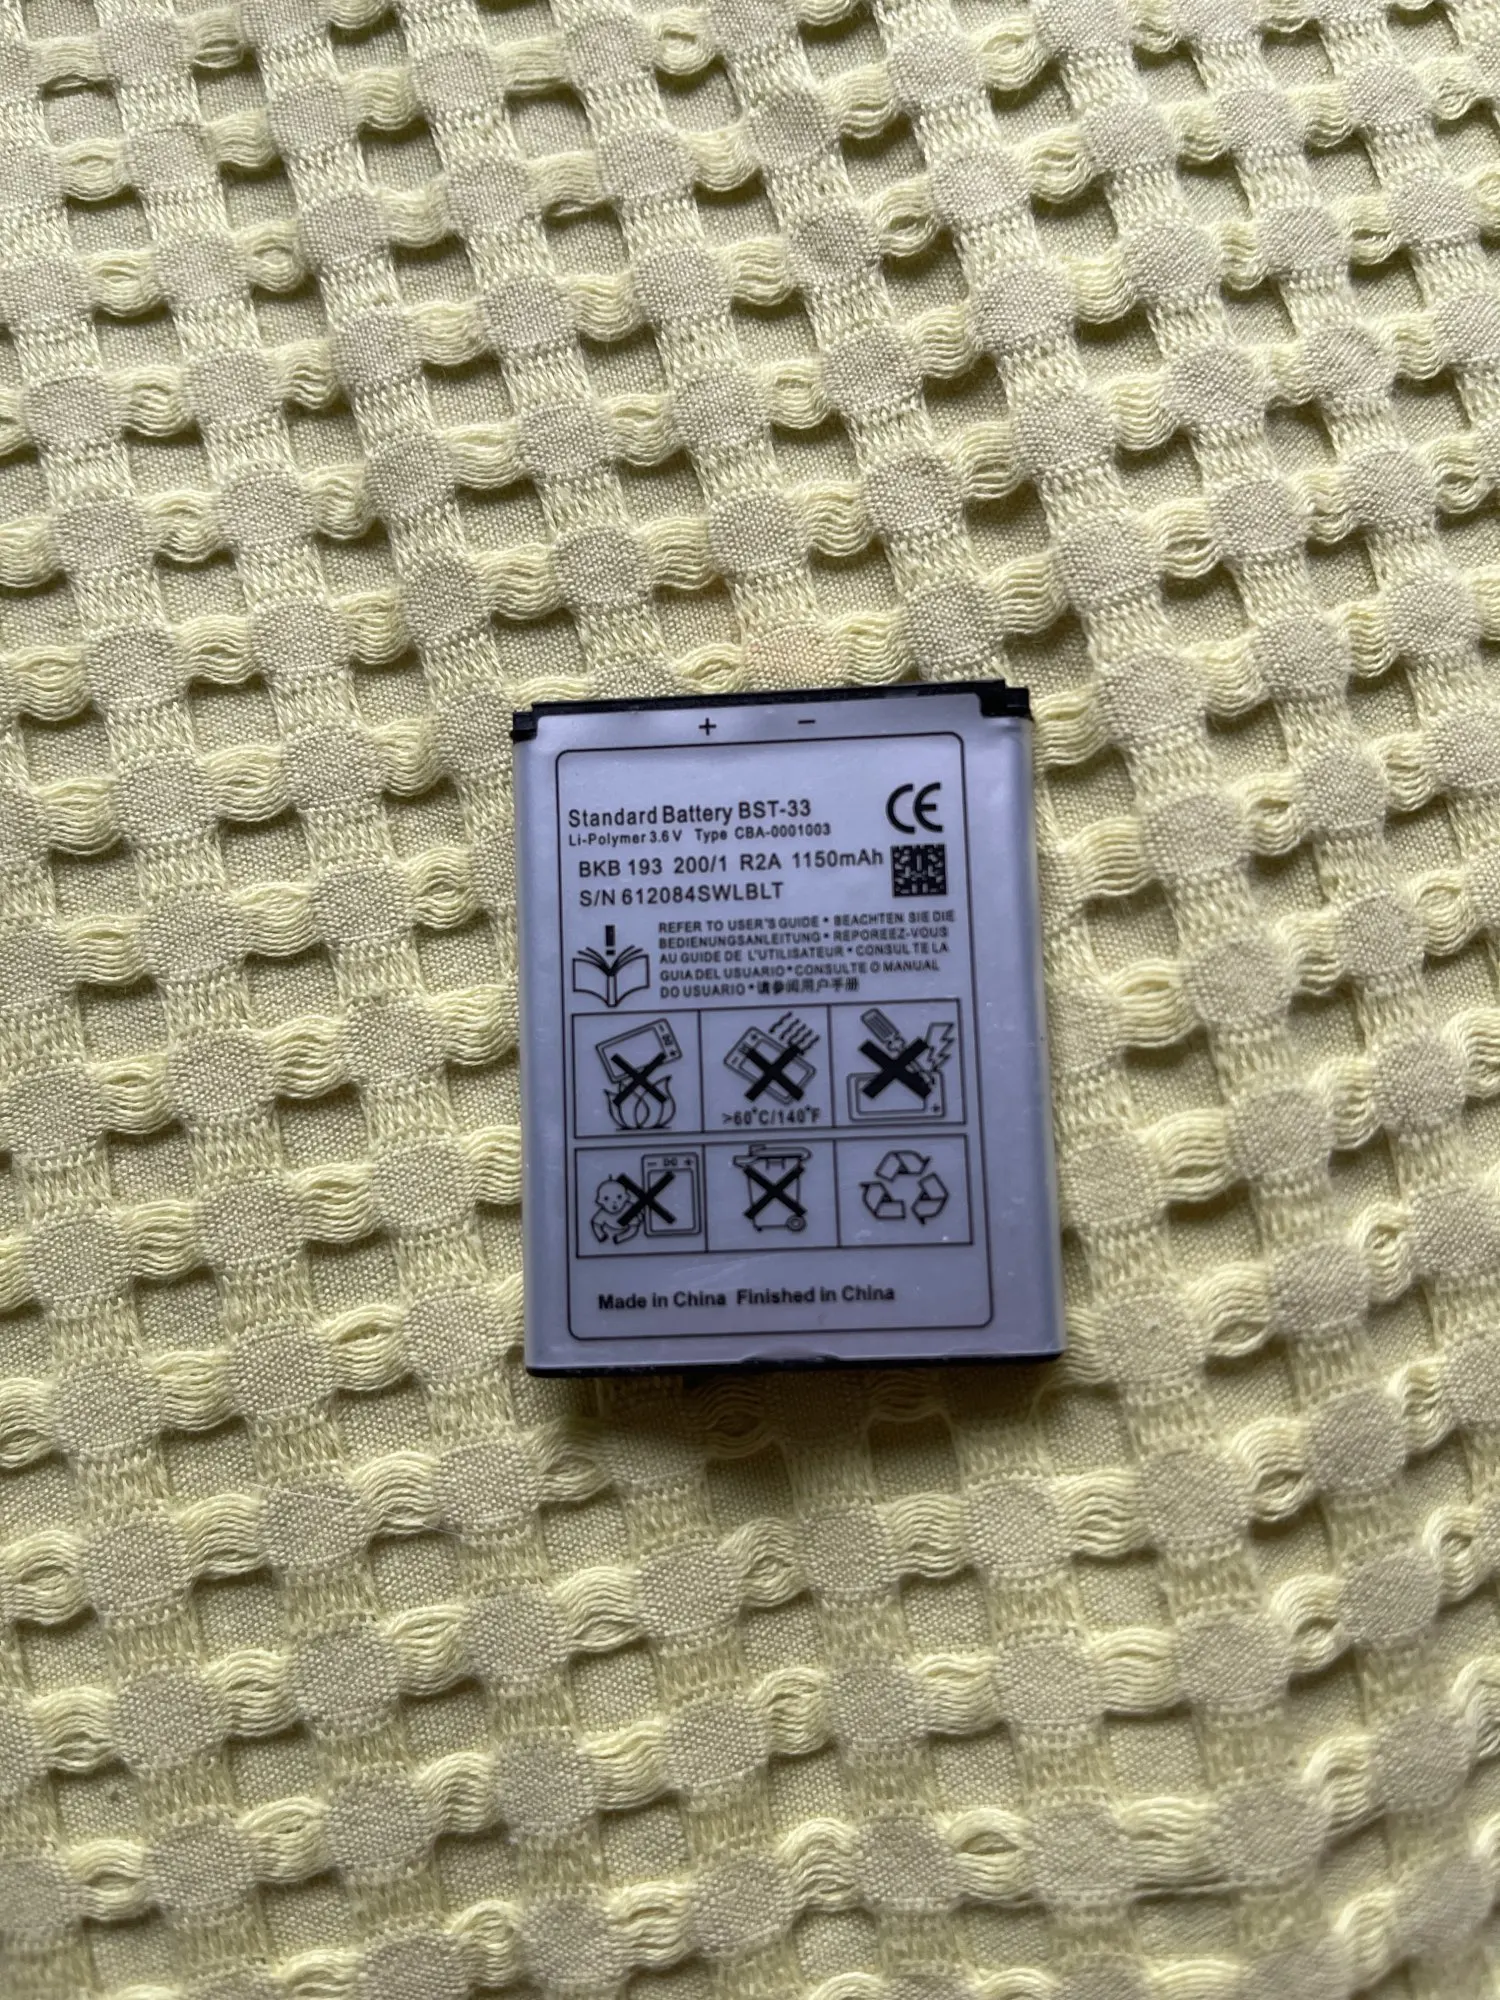 + −
Standard Battery BST-33
Li-Polymer 3.6 V Type CBA-0001003
CE
BKB 193 200/1 R2A 1150mAh
S/N 612084SWLBLT
REFER TO USER'S GUIDE * BEACHTEN SIE DIE
BEDIENUNGSANLEITUNG * REPOREEZ-VOUS
AU GUIDE DE L'UTILISATEUR * CONSULTE LA
GUIA DEL USUARIO * CONSULTE O MANUAL
DO USUARIO * 请参阅用户手册
>60°C/140°F
− +
Made in China Finished in China